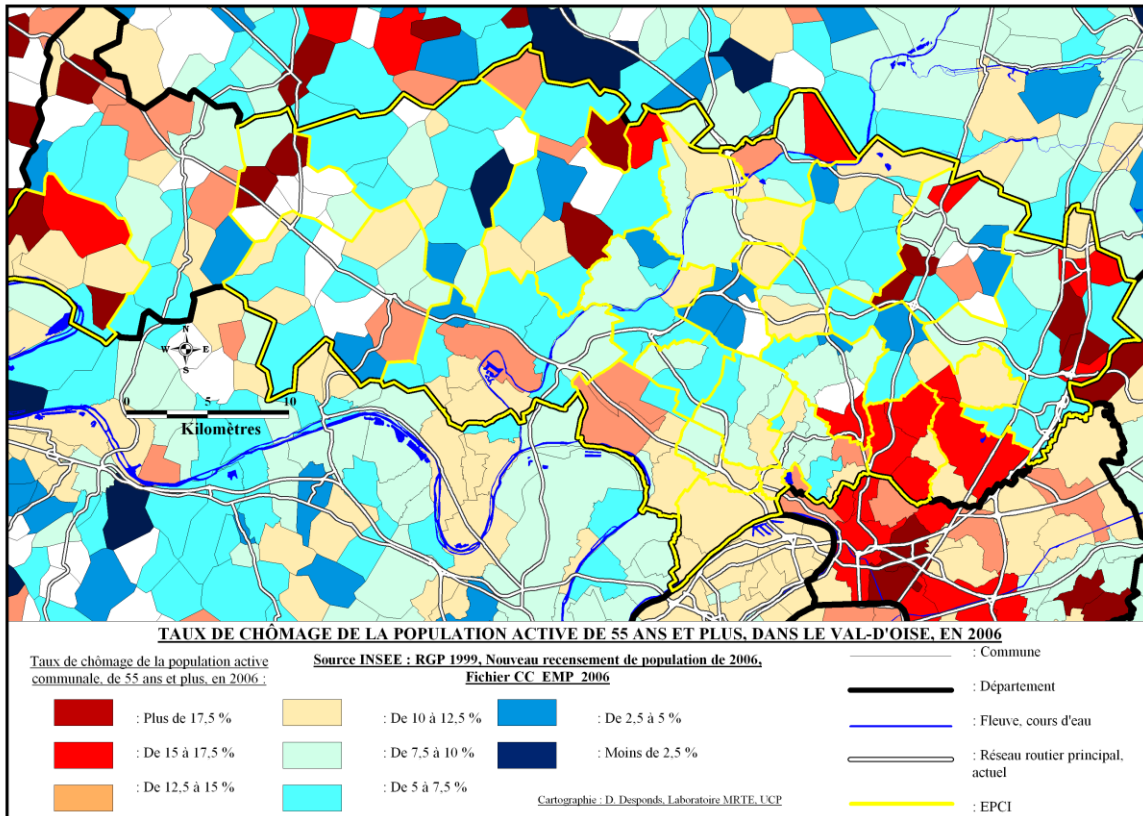 N
W E
S
0 5 10
Kilomètres
TAUX DE CHÔMAGE DE LA POPULATION ACTIVE DE 55 ANS ET PLUS, DANS LE VAL-D'OISE, EN 2006
Taux de chômage de la population active
communale, de 55 ans et plus, en 2006 :
Source INSEE : RGP 1999, Nouveau recensement de population de 2006,
Fichier CC_EMP_2006
: Plus de 17,5 %
: De 15 à 17,5 %
: De 12,5 à 15 %
: De 10 à 12,5 %
: De 7,5 à 10 %
: De 5 à 7,5 %
: De 2,5 à 5 %
: Moins de 2,5 %
Cartographie : D. Desponds, Laboratoire MRTE, UCP
: Commune
: Département
: Fleuve, cours d'eau
: Réseau routier principal,
actuel
: EPCI